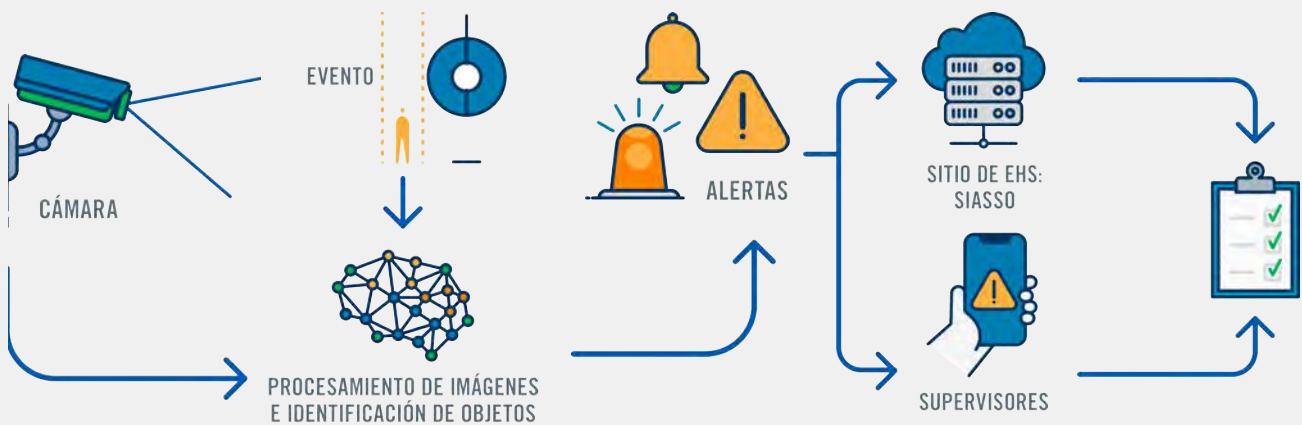 EVENTO
CÁMARA
PROCESAMIENTO DE IMÁGENES
E IDENTIFICACIÓN DE OBJETOS
ALERTAS
SITIO DE EHS:
SIASSO
SUPERVISORES